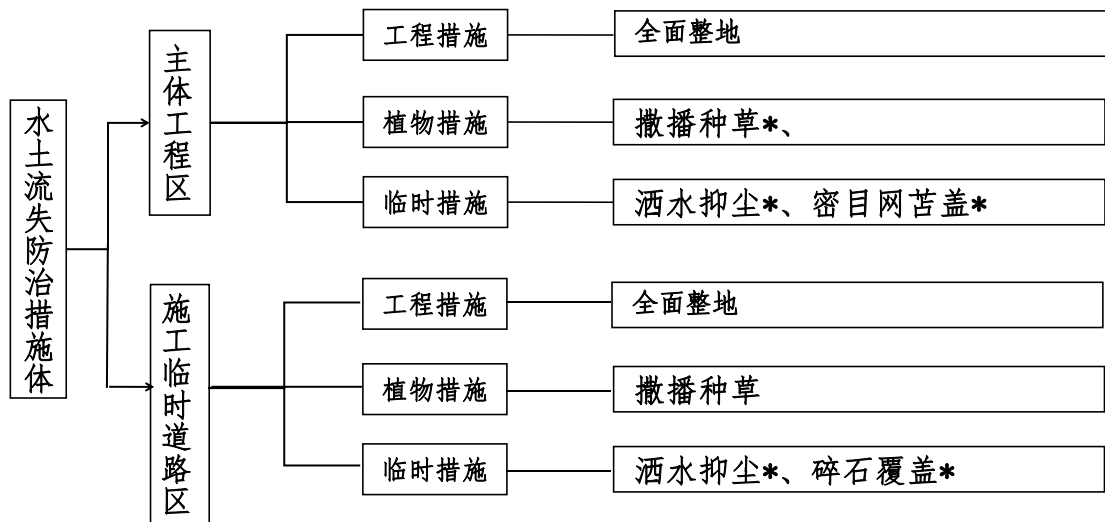 水土流失防治措施体
主体工程区
工程措施
全面整地
植物措施
撒播种草*、
临时措施
洒水抑尘*、密目网苫盖*
施工临时道路区
工程措施
全面整地
植物措施
撒播种草
临时措施
洒水抑尘*、碎石覆盖*